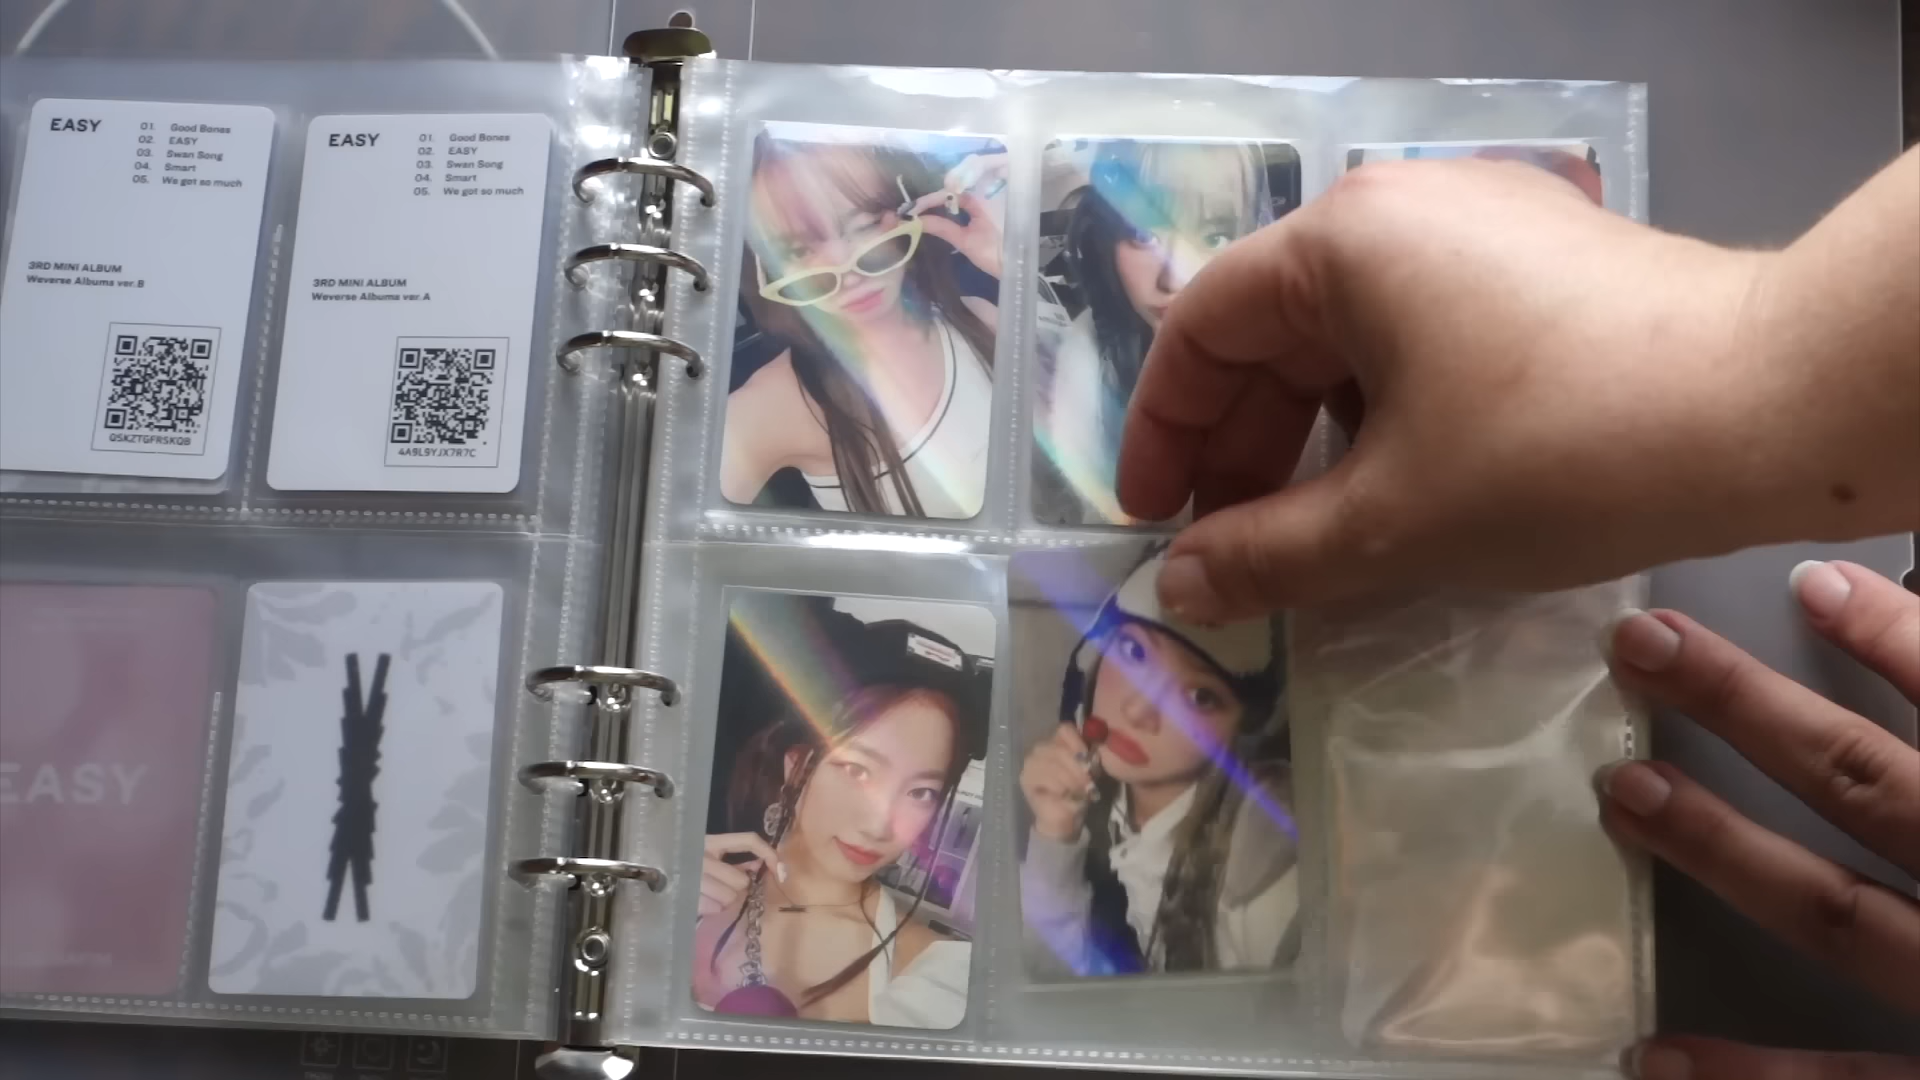 EASY
01. Good Bones
02. EASY
03. Swan Song
04. Smart
05. We got so much
3RD MINI ALBUM
Weverse Albums ver.B
QSKZTGFRSKQB
EASY
01. Good Bones
02. EASY
03. Swan Song
04. Smart
05. We got so much
3RD MINI ALBUM
Weverse Albums ver.A
4A9L9YJX7R7C
EASY